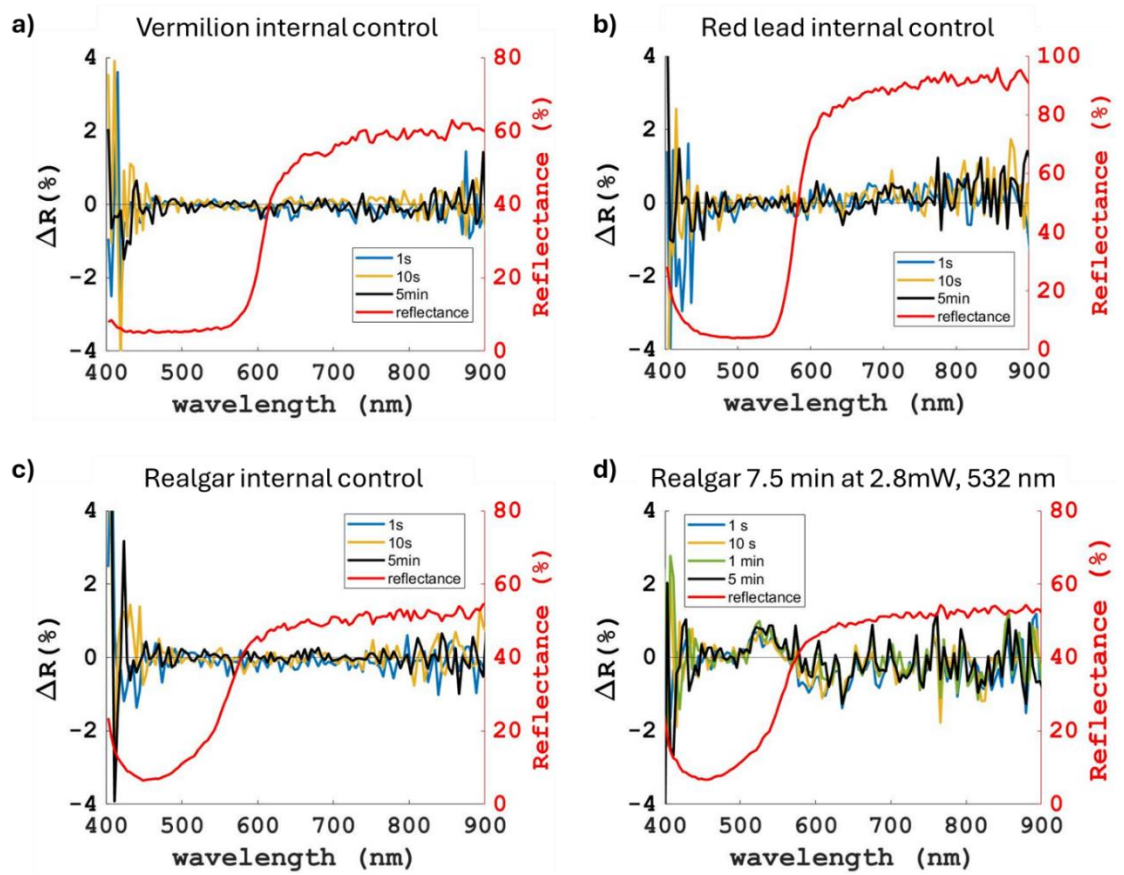 a) Vermilion internal control
4
2
0
-2
-4
ΔR(%)
80
60
40
20
0
Reflectance (%)
1s
10s
5min
reflectance
400 500 600 700 800 900
wavelength (nm)
b) Red lead internal control
4
2
0
-2
-4
ΔR(%)
100
80
60
40
20
0
Reflectance (%)
1s
10s
5min
reflectance
400 500 600 700 800 900
wavelength (nm)
c) Realgar internal control
4
2
0
-2
-4
ΔR(%)
80
60
40
20
0
Reflectance (%)
1s
10s
5min
reflectance
400 500 600 700 800 900
wavelength (nm)
d) Realgar 7.5 min at 2.8mW, 532 nm
4
2
0
-2
-4
ΔR(%)
80
60
40
20
0
Reflectance (%)
1 s
10 s
1 min
5 min
reflectance
400 500 600 700 800 900
wavelength (nm)